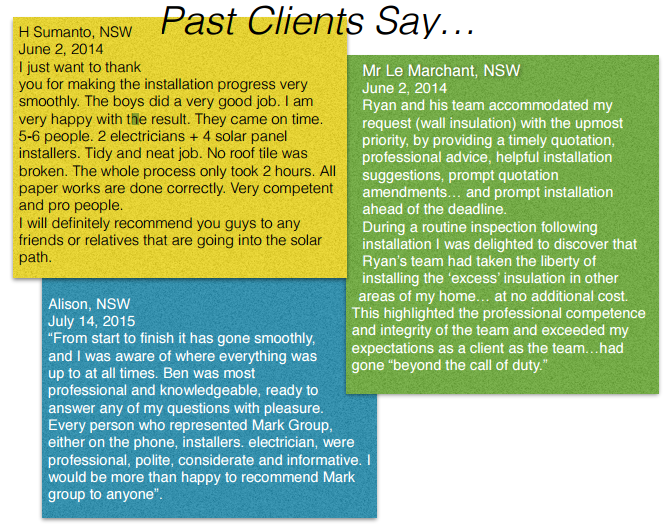 Past Clients Say…
H Sumanto, NSW
June 2, 2014
I just want to thank
you for making the installation progress very
smoothly. The boys did a very good job. I am
very happy with the result. They came on time.
5-6 people. 2 electricians + 4 solar panel
installers. Tidy and neat job. No roof tile was
broken. The whole process only took 2 hours. All
paper works are done correctly. Very competent
and pro people.
I will definitely recommend you guys to any
friends or relatives that are going into the solar
path.
Mr Le Marchant, NSW
June 2, 2014
Ryan and his team accommodated my
request (wall insulation) with the upmost
priority, by providing a timely quotation,
professional advice, helpful installation
suggestions, prompt quotation
amendments… and prompt installation
ahead of the deadline.
During a routine inspection following
installation I was delighted to discover that
Ryan's team had taken the liberty of
installing the ‘excess’ insulation in other
areas of my home… at no additional cost.
This highlighted the professional competence
and integrity of the team and exceeded my
expectations as a client as the team…had
gone “beyond the call of duty.”
Alison, NSW
July 14, 2015
“From start to finish it has gone smoothly,
and I was aware of where everything was
up to at all times. Ben was most
professional and knowledgeable, ready to
answer any of my questions with pleasure.
Every person who represented Mark Group,
either on the phone, installers. electrician, were
professional, polite, considerate and informative. I
would be more than happy to recommend Mark
group to anyone”.